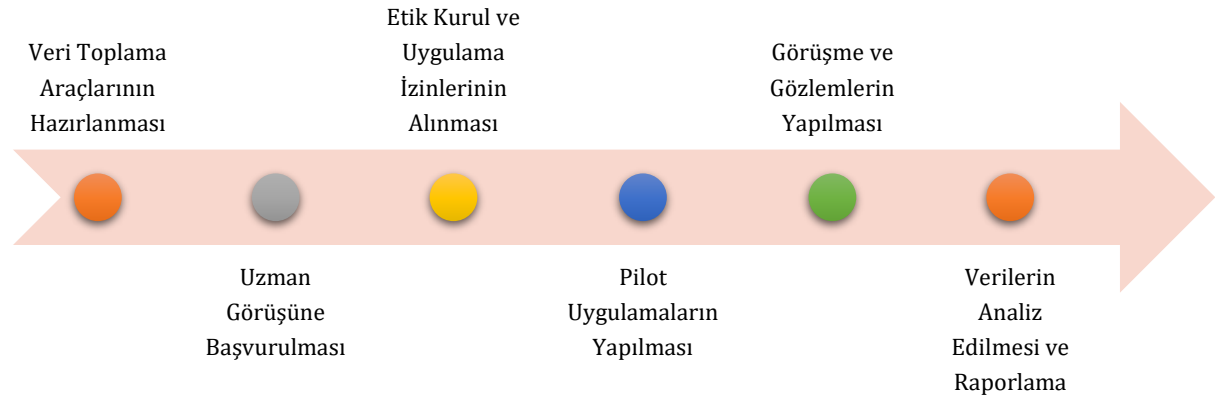 Veri Toplama
Araçlarının
Hazırlanması
Uzman
Görüşüne
Başvurulması
Etik Kurul ve
Uygulama
İzinlerinin
Alınması
Pilot
Uygulamaların
Yapılması
Görüşme ve
Gözlemlerin
Yapılması
Verilerin
Analiz
Edilmesi ve
Raporlama